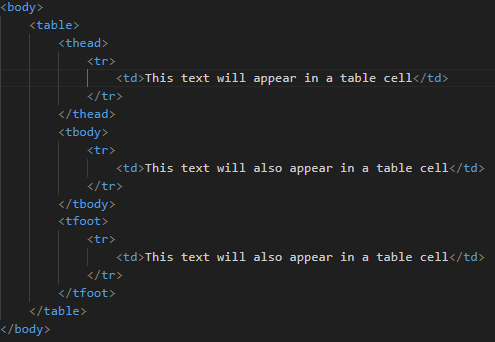 <body>
<table>
<thead>
<tr>
<td>This text will appear in a table cell</td>
</tr>
</thead>
<tbody>
<tr>
<td>This text will also appear in a table cell</td>
</tr>
</tbody>
<tfoot>
<tr>
<td>This text will also appear in a table cell</td>
</tr>
</tfoot>
</table>
</body>